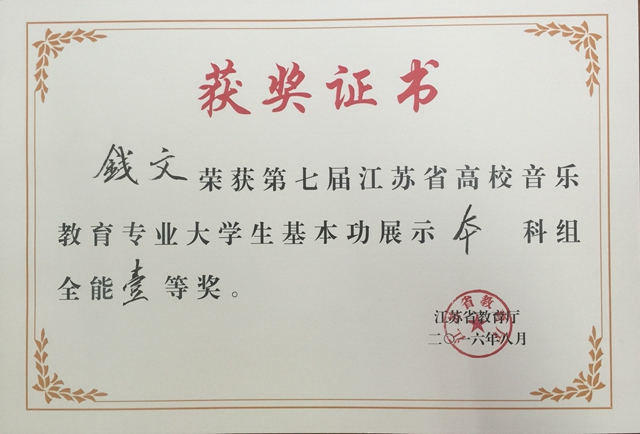 获奖证书
錢文荣获第七届江苏省高校音乐
教育专业大学生基本功展示本 科组
全能壹等奖。
江苏省教育厅
二〇一六年八月